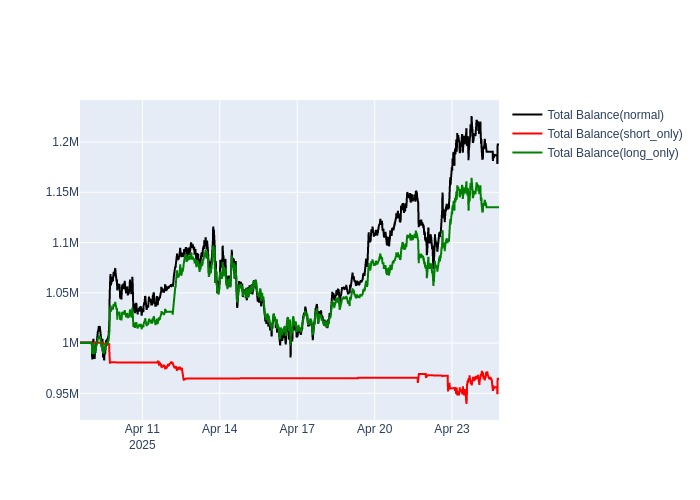 Total Balance(normal)
Total Balance(short_only)
Total Balance(long_only)
1.2M
1.15M
1.1M
1.05M
1M
0.95M
Apr 11
2025
Apr 14
Apr 17
Apr 20
Apr 23